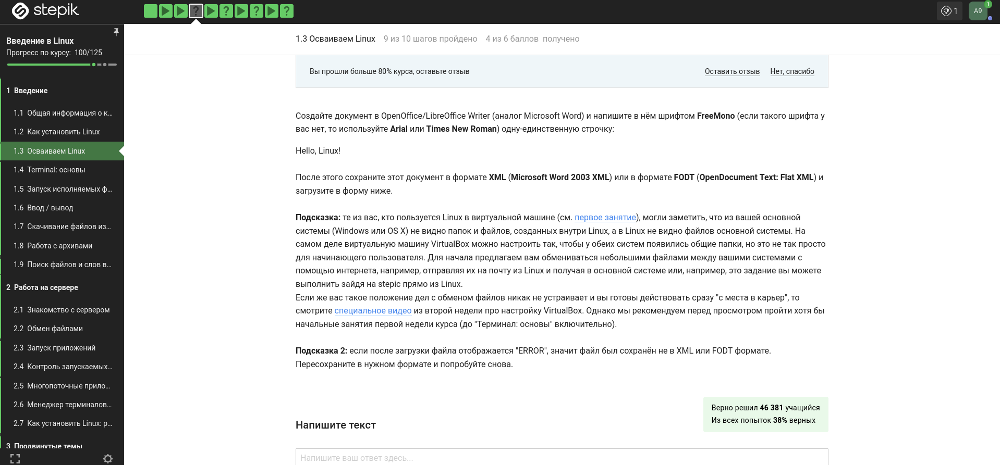 stepik
1
A9
1
Введение в Linux
Прогресс по курсу: 100/125
1 Введение
1.1 Общая информация о к...
1.2 Как установить Linux
1.3 Осваиваем Linux
1.4 Terminal: основы
1.5 Запуск исполняемых ф...
1.6 Ввод / вывод
1.7 Скачивание файлов из...
1.8 Работа с архивами
1.9 Поиск файлов и слов в...
2 Работа на сервере
2.1 Знакомство с сервером
2.2 Обмен файлами
2.3 Запуск приложений
2.4 Контроль запускаемых...
2.5 Многопоточные прило...
2.6 Менеджер терминалов...
2.7 Как установить Linux: р...
3 Продвинутые темы
1.3 Осваиваем Linux 9 из 10 шагов пройдено 4 из 6 баллов получено
Вы прошли больше 80% курса, оставьте отзыв Оставить отзыв Нет, спасибо
Создайте документ в OpenOffice/LibreOffice Writer (аналог Microsoft Word) и напишите в нём шрифтом FreeMono (если такого шрифта у
вас нет, то используйте Arial или Times New Roman) одну-единственную строчку:
Hello, Linux!
После этого сохраните этот документ в формате XML (Microsoft Word 2003 XML) или в формате FODT (OpenDocument Text: Flat XML) и
загрузите в форму ниже.
Подсказка: те из вас, кто пользуется Linux в виртуальной машине (см. первое занятие), могли заметить, что из вашей основной
системы (Windows или OS X) не видно папок и файлов, созданных внутри Linux, а в Linux не видно файлов основной системы. На
самом деле виртуальную машину VirtualBox можно настроить так, чтобы у обеих систем появились общие папки, но это не так просто
для начинающего пользователя. Для начала предлагаем вам обмениваться небольшими файлами между вашими системами с
помощью интернета, например, отправляя их на почту из Linux и получая в основной системе или, например, это задание вы можете
выполнить зайдя на stepic прямо из Linux.
Если же вас такое положение дел с обменом файлов никак не устраивает и вы готовы действовать сразу "с места в карьер", то
смотрите специальное видео из второй недели про настройку VirtualBox. Однако мы рекомендуем перед просмотром пройти хотя бы
начальные занятия первой недели курса (до "Терминал: основы" включительно).
Подсказка 2: если после загрузки файла отображается "ERROR", значит файл был сохранён не в XML или FODT формате.
Пересохраните в нужном формате и попробуйте снова.
Верно решил 46 381 учащийся
Из всех попыток 38% верных
Напишите текст
Напишите ваш ответ здесь...